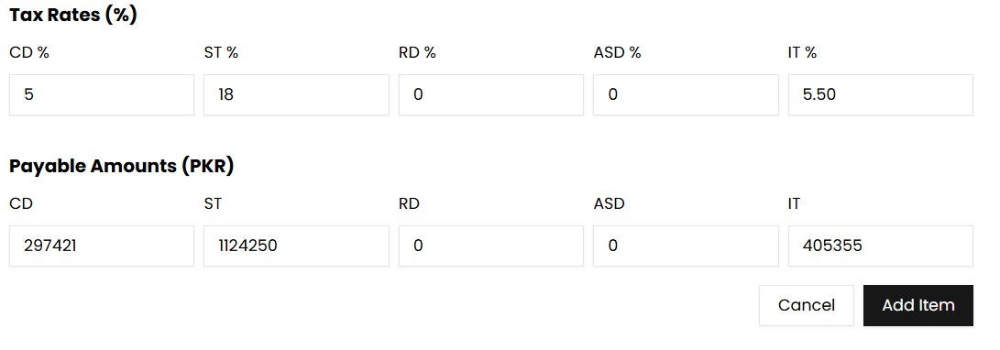 Tax Rates (%)
CD % ST % RD % ASD % IT %
5 18 0 0 5.50
Payable Amounts (PKR)
CD ST RD ASD IT
297421 1124250 0 0 405355
Cancel Add Item